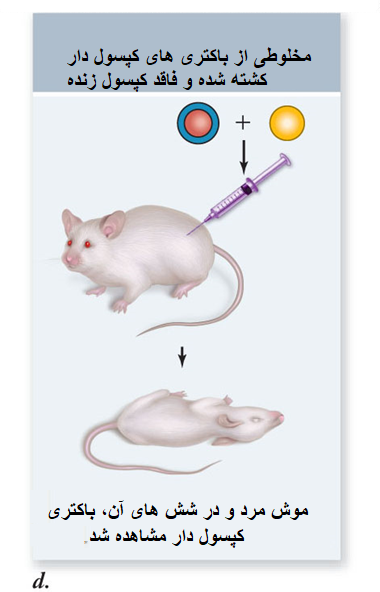 مخلوطی از باکتری های کپسول دار
کشته شده و فاقد کپسول زنده
+
موش مرد و در شش های آن، باکتری
کپسول دار مشاهده شد.
d.